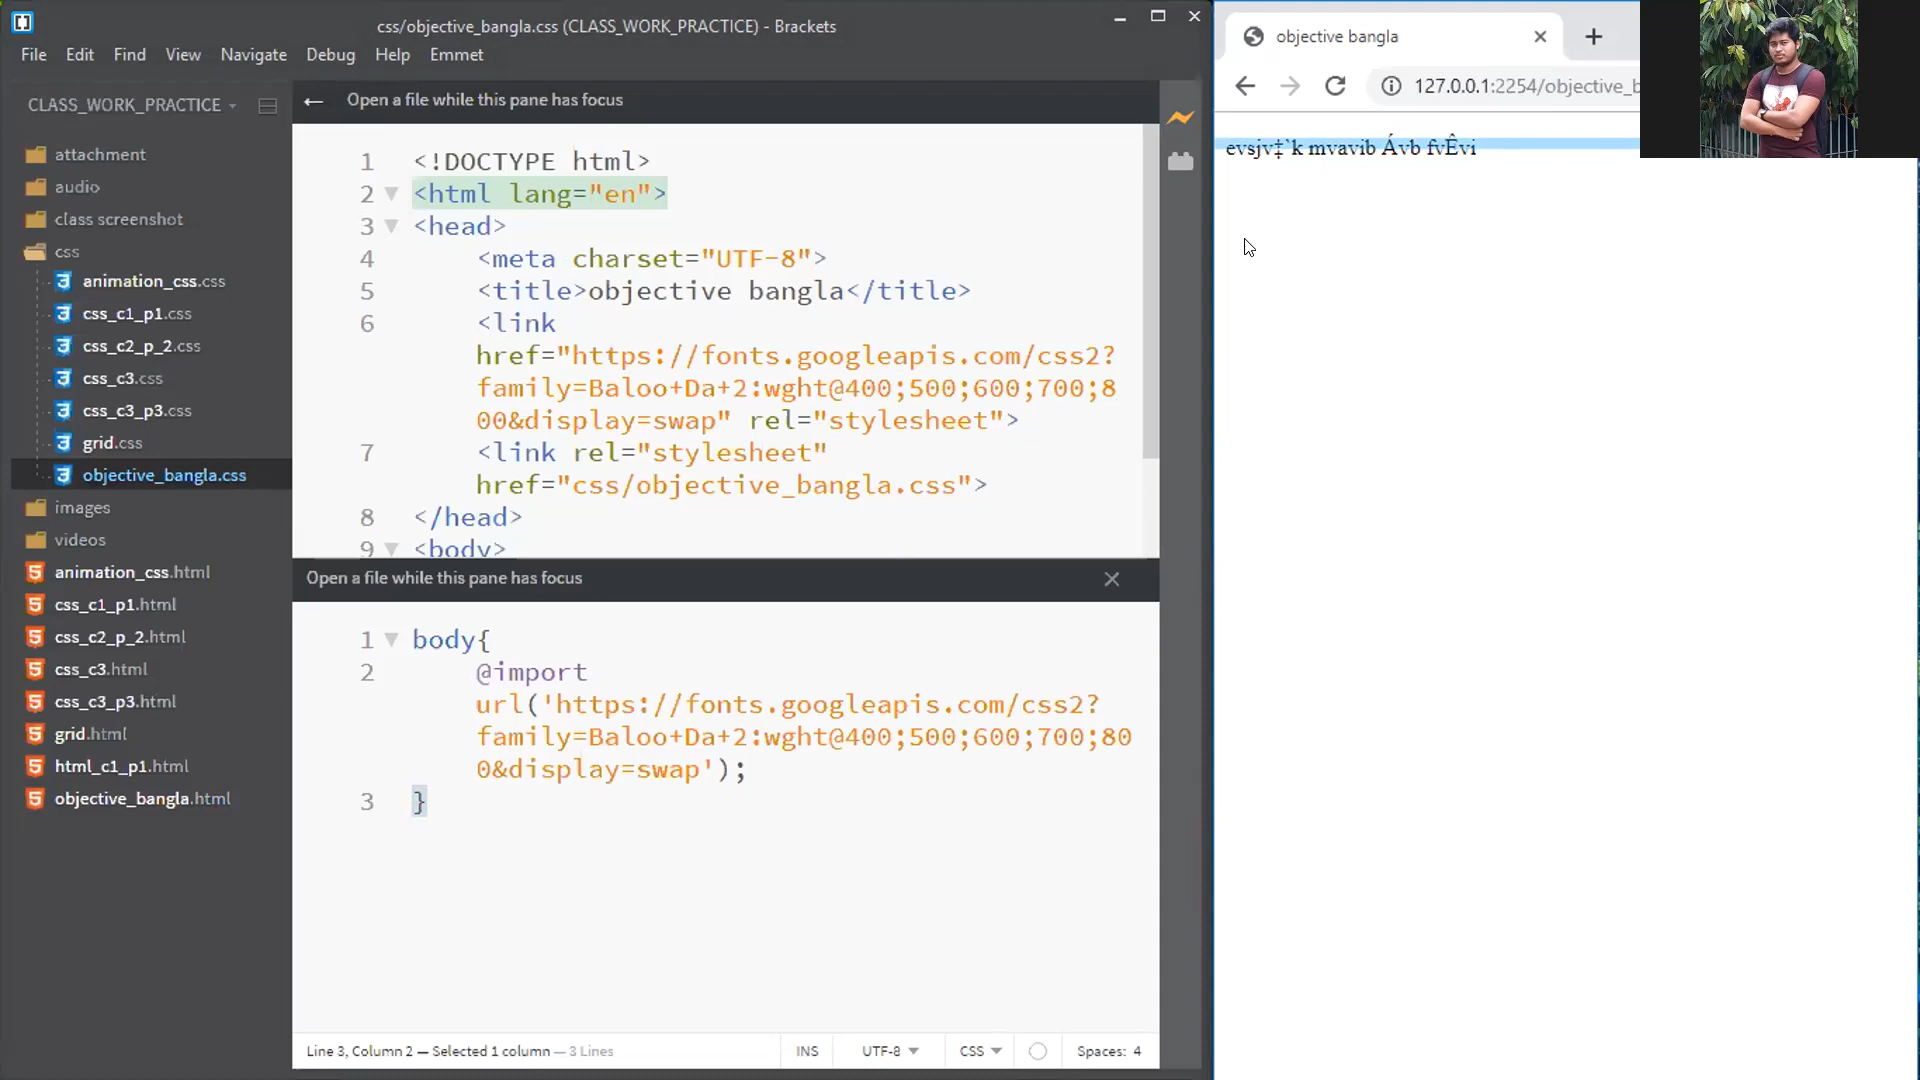 css/objective_bangla.css (CLASS_WORK_PRACTICE) - Brackets
File Edit Find View Navigate Debug Help Emmet
CLASS_WORK_PRACTICE
attachment
audio
class screenshot
css
animation_css.css
css_c1_p1.css
css_c2_p_2.css
css_c3.css
css_c3_p3.css
grid.css
objective_bangla.css
images
videos
animation_css.html
css_c1_p1.html
css_c2_p_2.html
css_c3.html
css_c3_p3.html
grid.html
html_c1_p1.html
objective_bangla.html
Open a file while this pane has focus
1 <!DOCTYPE html>
2 <html lang="en">
3 <head>
4 <meta charset="UTF-8">
5 <title>objective bangla</title>
6 <link
href="https://fonts.googleapis.com/css2?
family=Baloo+Da+2:wght@400;500;600;700;8
00&display=swap" rel="stylesheet">
7 <link rel="stylesheet"
href="css/objective_bangla.css">
8 </head>
9 <body>
Open a file while this pane has focus
1 body{
2 @import
url('https://fonts.googleapis.com/css2?
family=Baloo+Da+2:wght@400;500;600;700;80
0&display=swap');
3 }
Line 3, Column 2 — Selected 1 column — 3 Lines
INS UTF-8 CSS Spaces: 4
objective bangla
127.0.0.1:2254/objective_b
evsjv‡`k mvavib Ávb fvÊvi